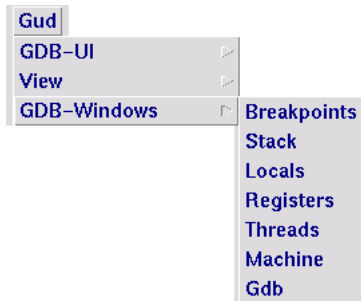 Gud
GDB-UI
View
GDB-Windows
Breakpoints
Stack
Locals
Registers
Threads
Machine
Gdb